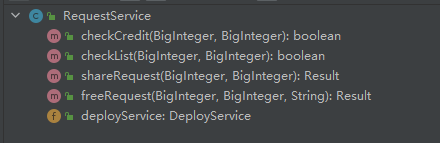 RequestService
checkCredit(BigInteger, BigInteger): boolean
checkList(BigInteger, BigInteger): boolean
shareRequest(BigInteger, BigInteger): Result
freeRequest(BigInteger, BigInteger, String): Result
deployService: DeployService